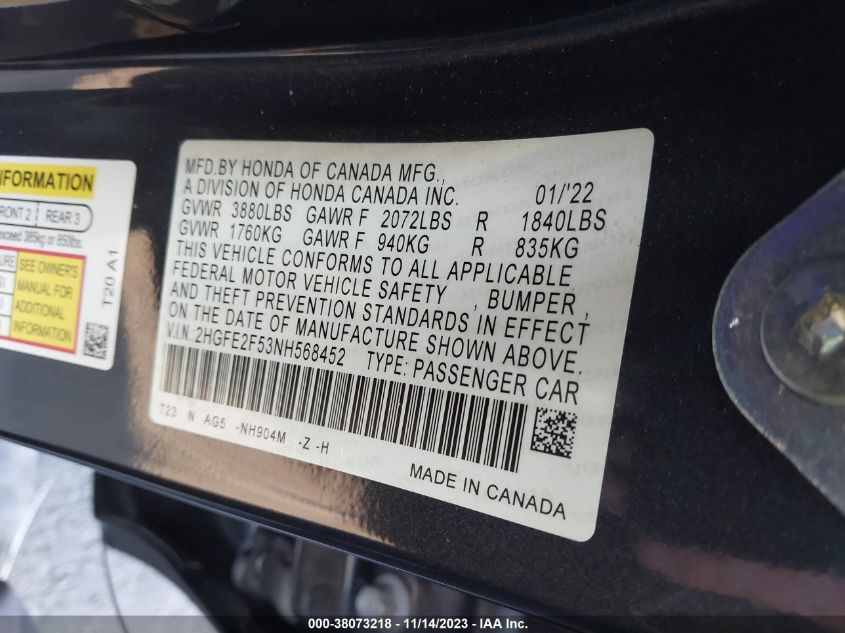 NFORMATION
FRONT 2 REAR 3
exceed 385kg or 850lbs.
SEE OWNER'S
MANUAL FOR
ADDITIONAL
INFORMATION
T20 A1
MFD.BY HONDA OF CANADA MFG.,
A DIVISION OF HONDA CANADA INC. 01/'22
GVWR 3880LBS GAWR F 2072LBS R 1840LBS
GVWR 1760KG GAWR F 940KG R 835KG
THIS VEHICLE CONFORMS TO ALL APPLICABLE
FEDERAL MOTOR VEHICLE SAFETY , BUMPER ,
AND THEFT PREVENTION STANDARDS IN EFFECT
ON THE DATE OF MANUFACTURE SHOWN ABOVE.
V.I.N.:2HGFE2F53NH568452 TYPE: PASSENGER CAR
T23 N AG5 -NH904M -Z -H
MADE IN CANADA
000-38073218 - 11/14/2023 - IAA Inc.